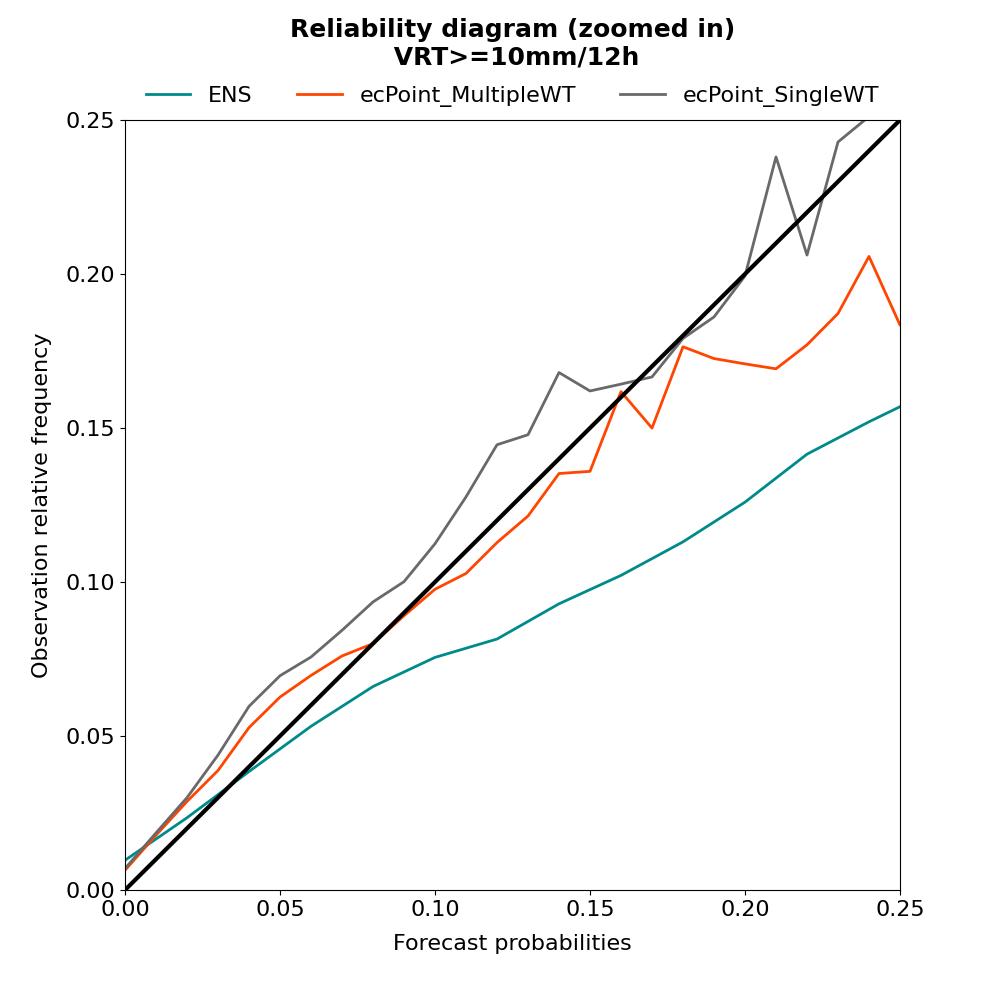 Reliability diagram (zoomed in)
VRT>=10mm/12h
ENS ecPoint_MultipleWT ecPoint_SingleWT
0.25
0.20
0.15
0.10
0.05
0.00
Observation relative frequency
0.00 0.05 0.10 0.15 0.20 0.25
Forecast probabilities